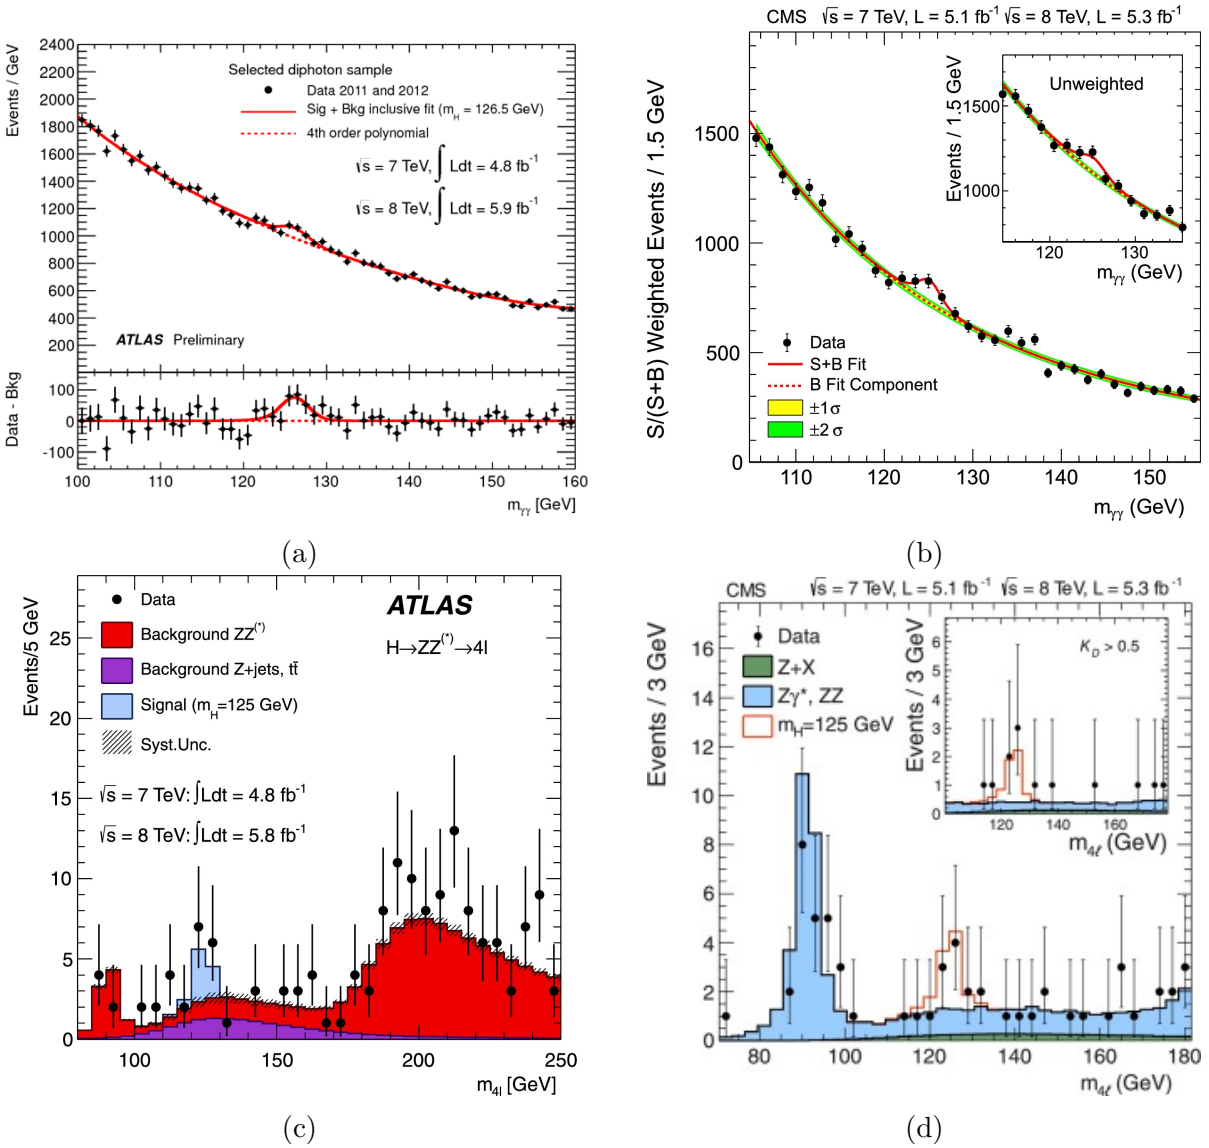 2400
2200
2000
1800
1600
1400
1200
1000
800
600
400
200
Events / GeV
Selected diphoton sample
Data 2011 and 2012
Sig + Bkg inclusive fit (m_H = 126.5 GeV)
4th order polynomial
√s = 7 TeV, ∫ Ldt = 4.8 fb⁻¹
√s = 8 TeV, ∫ Ldt = 5.9 fb⁻¹
ATLAS Preliminary
Data - Bkg
100
0
-100
100 110 120 130 140 150 160
m_γγ [GeV]
(a)
CMS √s = 7 TeV, L = 5.1 fb⁻¹ √s = 8 TeV, L = 5.3 fb⁻¹
S/(S+B) Weighted Events / 1.5 GeV
1500
1000
500
0
Unweighted
Events / 1.5 GeV
1500
1000
120 130
m_γγ (GeV)
Data
S+B Fit
B Fit Component
±1σ
±2 σ
110 120 130 140 150
m_γγ (GeV)
(b)
Events/5 GeV
25
20
15
10
5
0
Data
Background ZZ(*)
Background Z+jets, tt̄
Signal (m_H=125 GeV)
Syst.Unc.
√s = 7 TeV:∫Ldt = 4.8 fb⁻¹
√s = 8 TeV:∫Ldt = 5.8 fb⁻¹
ATLAS
H→ZZ(*)→4l
100 150 200 250
m_4l [GeV]
(c)
CMS √s = 7 TeV, L = 5.1 fb⁻¹ √s = 8 TeV, L = 5.3 fb⁻¹
Events / 3 GeV
16
14
12
10
8
6
4
2
0
Data
Z+X
Zγ*, ZZ
m_H=125 GeV
K_D > 0.5
Events / 3 GeV
6
5
4
3
2
1
0
120 140 160
m_4ℓ (GeV)
80 100 120 140 160 180
m_4ℓ (GeV)
(d)